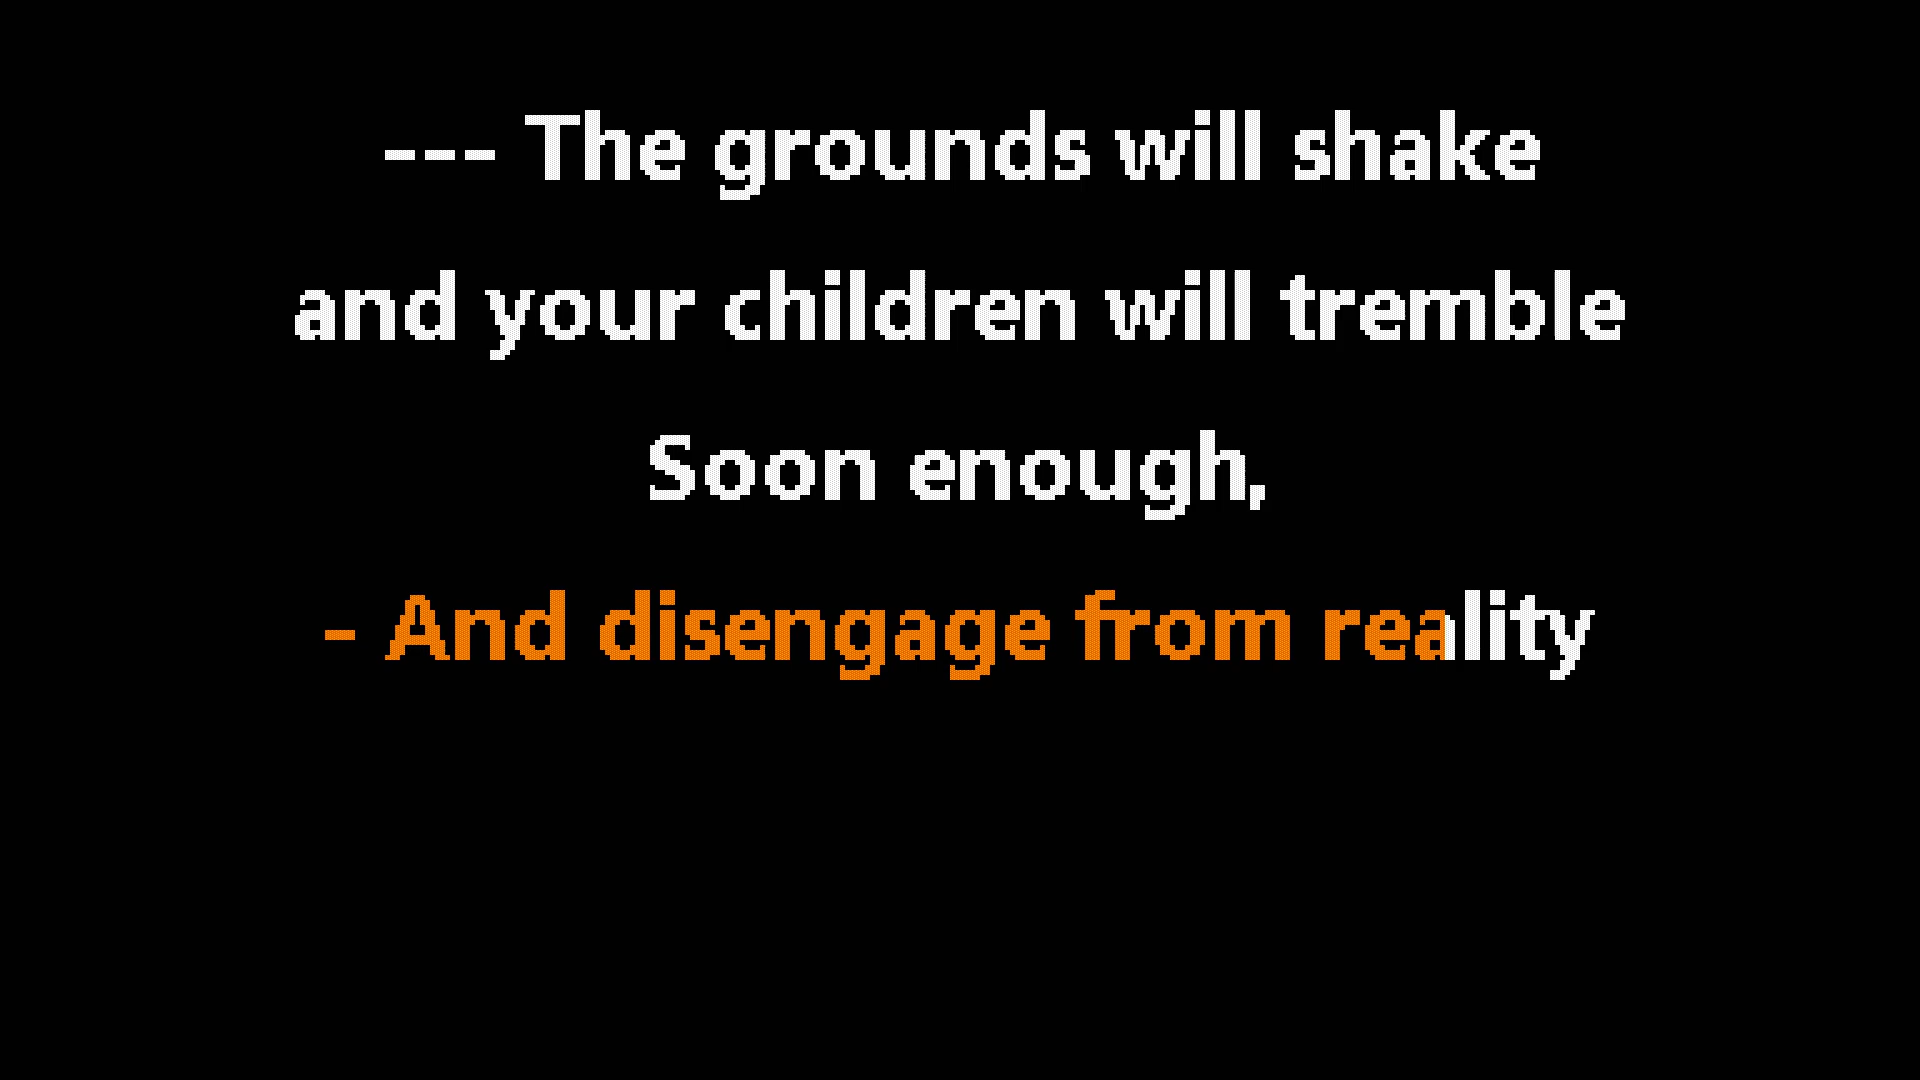 --- The grounds will shake
and your children will tremble
Soon enough,
- And disengage from reality